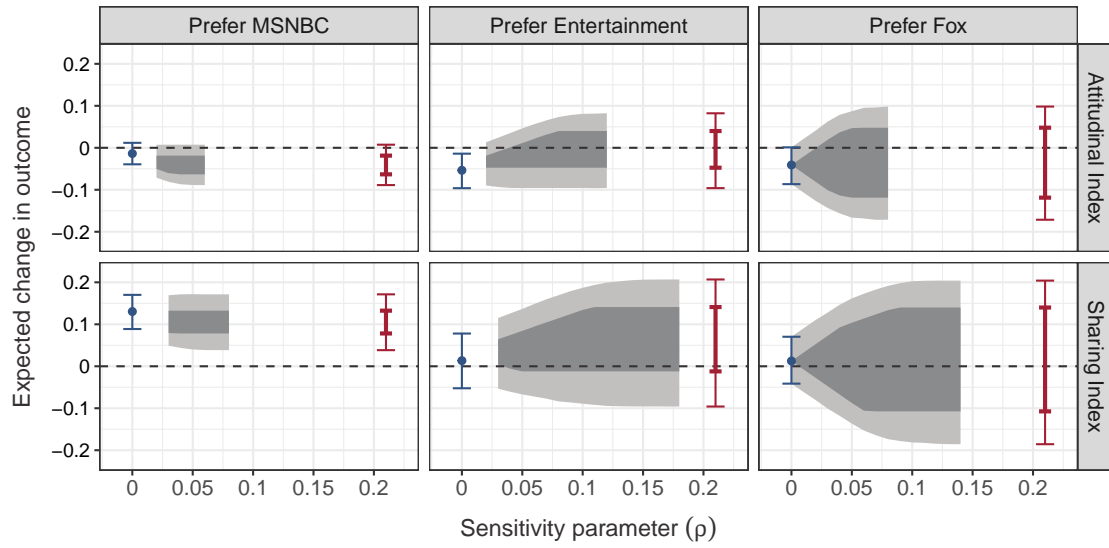 Prefer MSNBC
Prefer Entertainment
Prefer Fox
Expected change in outcome
0.2
0.1
0
−0.1
−0.2
Attitudinal Index
0.2
0.1
0
−0.1
−0.2
Sharing Index
0 0.05 0.1 0.15 0.2
0 0.05 0.1 0.15 0.2
0 0.05 0.1 0.15 0.2
Sensitivity parameter (ρ)